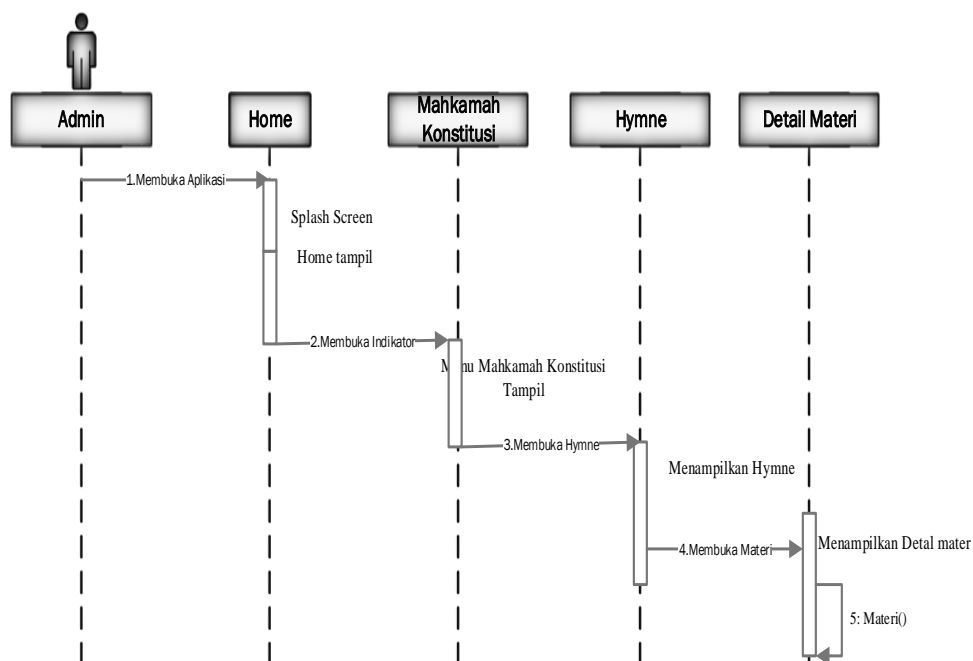 Admin
Home
Mahkamah
Konstitusi
Hymne
Detail Materi
1.Membuka Aplikasi
Splash Screen
Home tampil
2.Membuka Indikator
Mahkamah Konstitusi
Tampil
3.Membuka Hymne
Menampilkan Hymne
4.Membuka Materi
Menampilkan Detal mater
5: Materi()